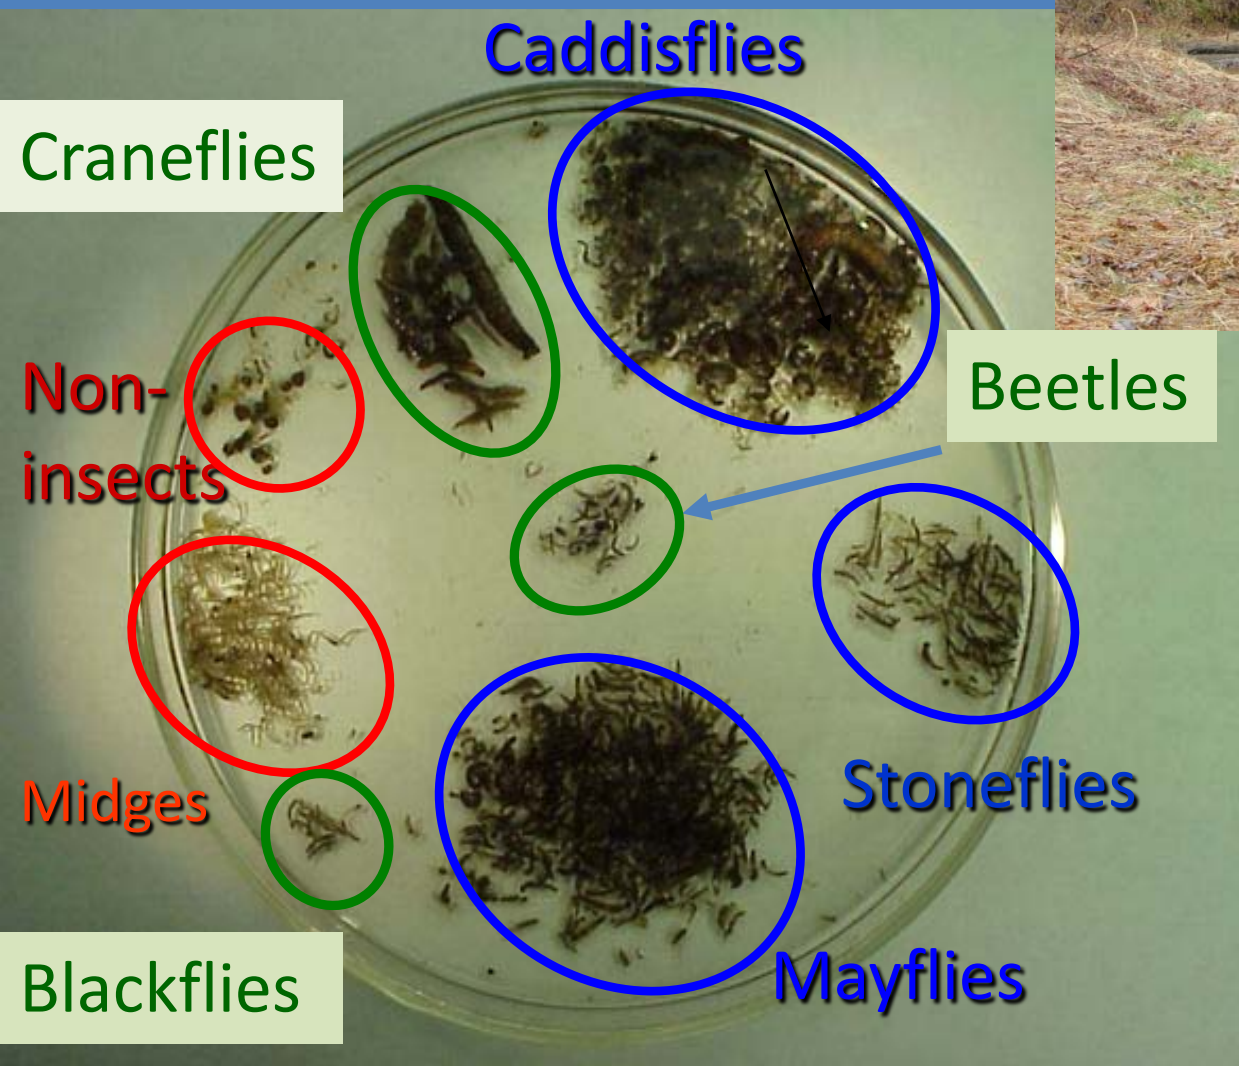 Caddisflies
Craneflies
Beetles
Non-
insects
Stoneflies
Midges
Mayflies
Blackflies